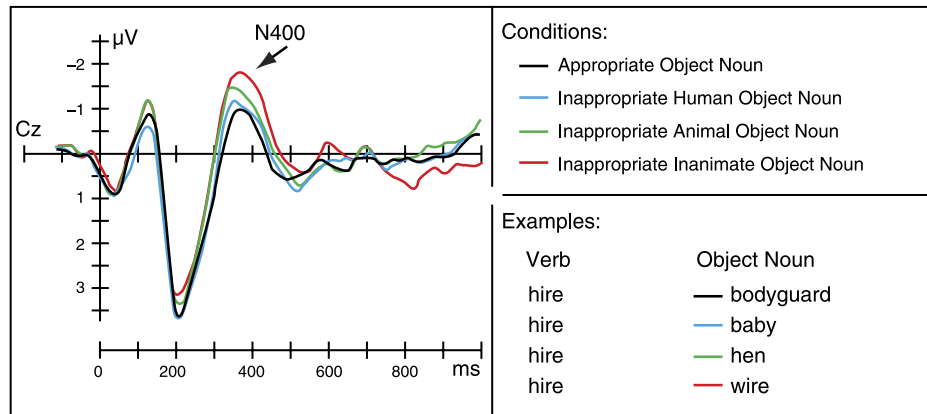 µV
N400
−2
−1
Cz
1
2
3
0 200 400 600 800 ms
Conditions:
Appropriate Object Noun
Inappropriate Human Object Noun
Inappropriate Animal Object Noun
Inappropriate Inanimate Object Noun
Examples:
Verb Object Noun
hire bodyguard
hire baby
hire hen
hire wire